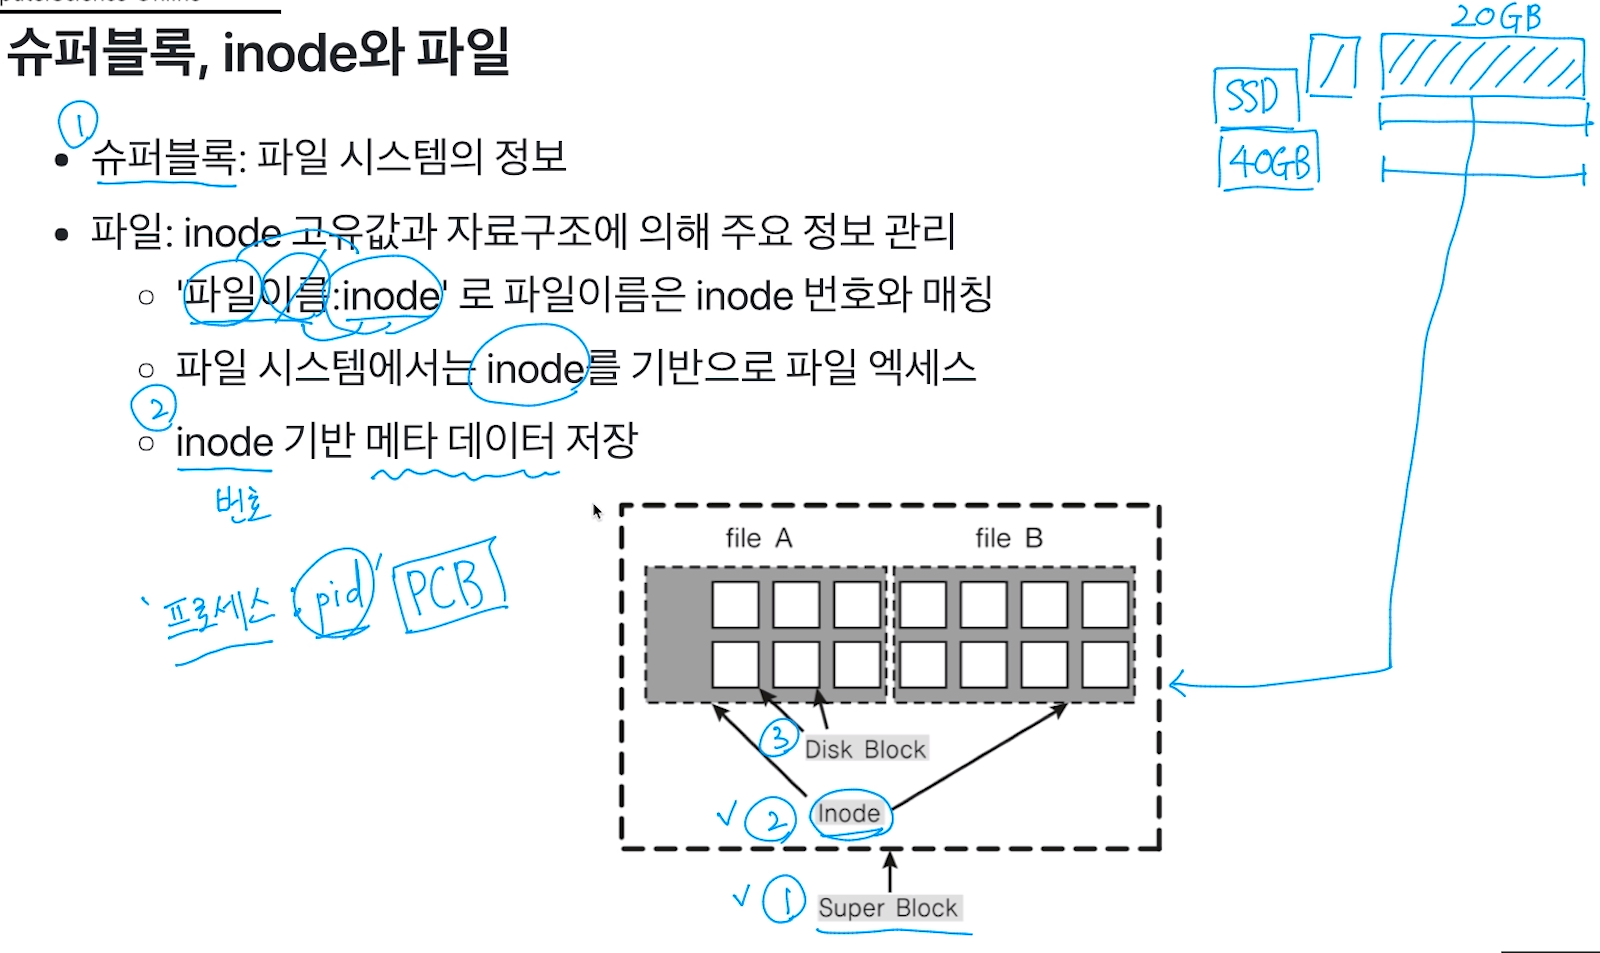 슈퍼블록, inode와 파일
20GB
SSD
40GB
①
• 슈퍼블록: 파일 시스템의 정보
• 파일: inode 고유값과 자료구조에 의해 주요 정보 관리
○ '파일이름:inode' 로 파일이름은 inode 번호와 매칭
○ 파일 시스템에서는 inode를 기반으로 파일 엑세스
②
○ inode 기반 메타 데이터 저장
번호
'프로세스 : pid' PCB
file A
file B
③ Disk Block
✓ ② Inode
✓ ① Super Block